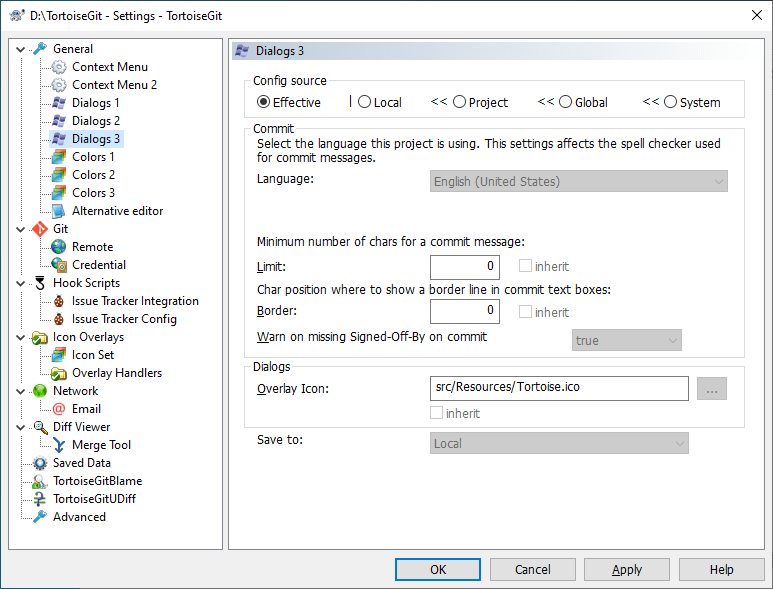 D:\TortoiseGit - Settings - TortoiseGit
General
Context Menu
Context Menu 2
Dialogs 1
Dialogs 2
Dialogs 3
Colors 1
Colors 2
Colors 3
Alternative editor
Git
Remote
Credential
Hook Scripts
Issue Tracker Integration
Issue Tracker Config
Icon Overlays
Icon Set
Overlay Handlers
Network
Email
Diff Viewer
Merge Tool
Saved Data
TortoiseGitBlame
TortoiseGitUDiff
Advanced
Dialogs 3
Config source
Effective | Local << Project << Global << System
Commit
Select the language this project is using. This settings affects the spell checker used
for commit messages.
Language: English (United States)
Minimum number of chars for a commit message:
Limit: 0 inherit
Char position where to show a border line in commit text boxes:
Border: 0 inherit
Warn on missing Signed-Off-By on commit true
Dialogs
Overlay Icon: src/Resources/Tortoise.ico ...
inherit
Save to: Local
OK Cancel Apply Help